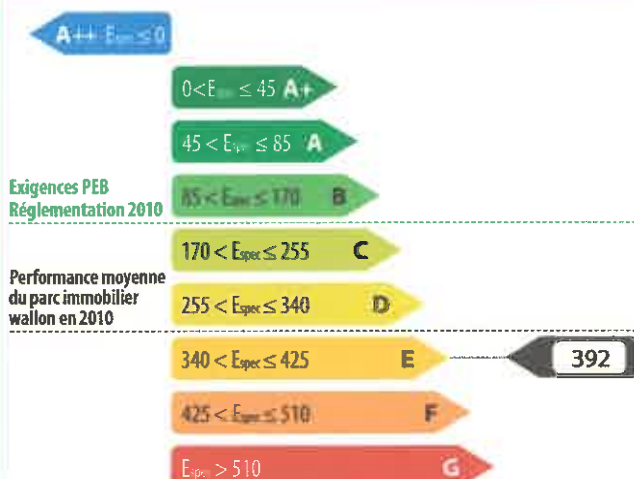 A++ Espec ≤ 0
0 < Espec ≤ 45 A+
45 < Espec ≤ 85 A
Exigences PEB
Réglementation 2010
85 < Espec ≤ 170 B
170 < Espec ≤ 255 C
Performance moyenne
du parc immobilier
wallon en 2010
255 < Espec ≤ 340 D
340 < Espec ≤ 425 E
392
425 < Espec ≤ 510 F
Espec > 510 G